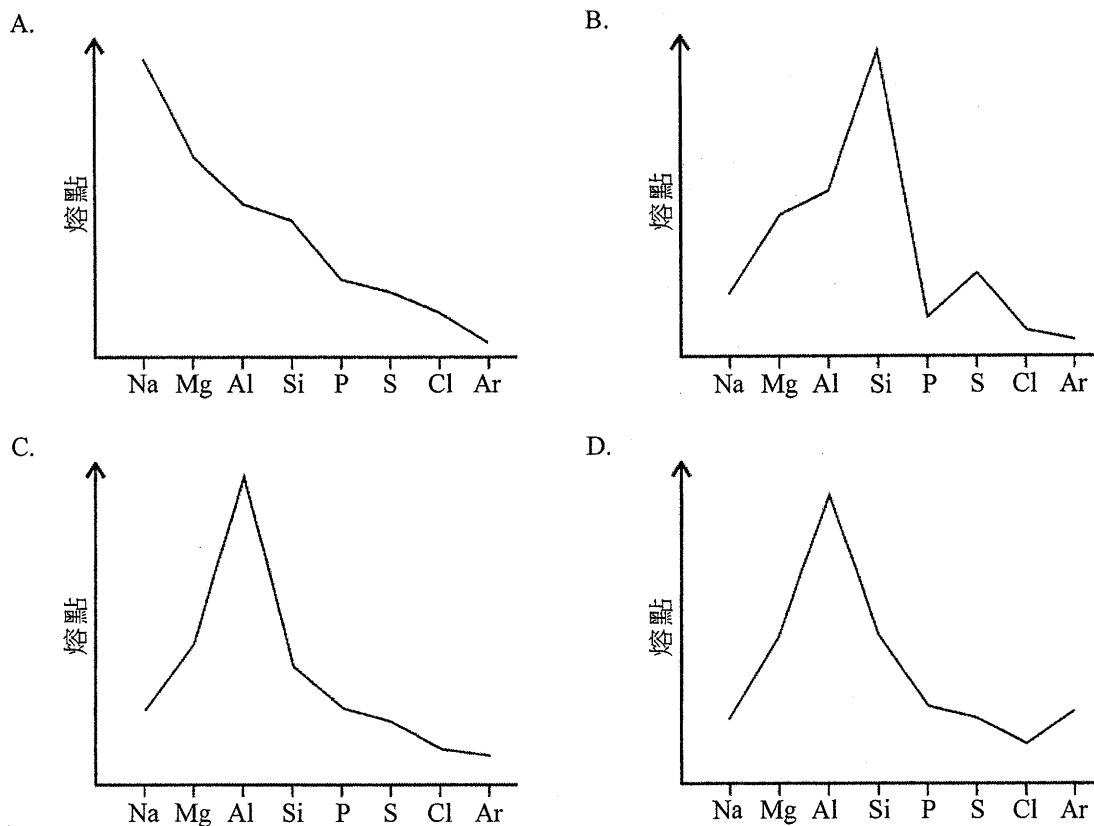 A.
熔點
Na Mg Al Si P S Cl Ar
B.
熔點
Na Mg Al Si P S Cl Ar
C.
熔點
Na Mg Al Si P S Cl Ar
D.
熔點
Na Mg Al Si P S Cl Ar